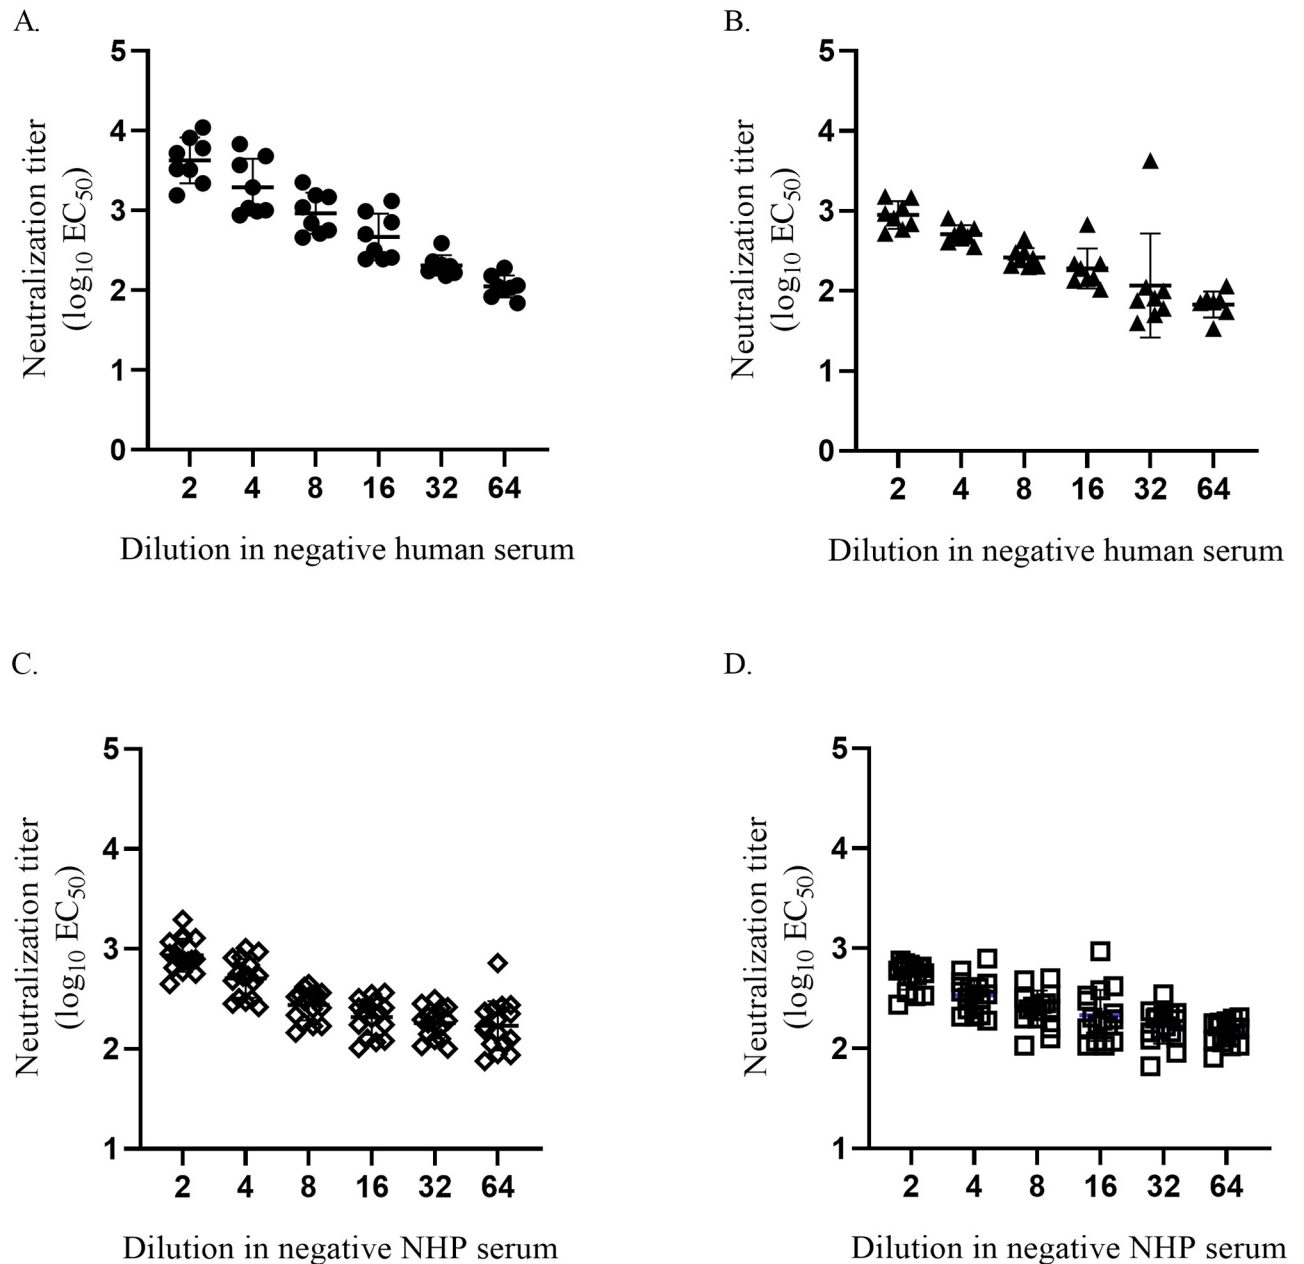 A.
5
4
3
2
1
0
Neutralization titer
(log10 EC50)
2 4 8 16 32 64
Dilution in negative human serum
B.
5
4
3
2
1
0
Neutralization titer
(log10 EC50)
2 4 8 16 32 64
Dilution in negative human serum
C.
5
4
3
2
1
Neutralization titer
(log10 EC50)
2 4 8 16 32 64
Dilution in negative NHP serum
D.
5
4
3
2
1
Neutralization titer
(log10 EC50)
2 4 8 16 32 64
Dilution in negative NHP serum